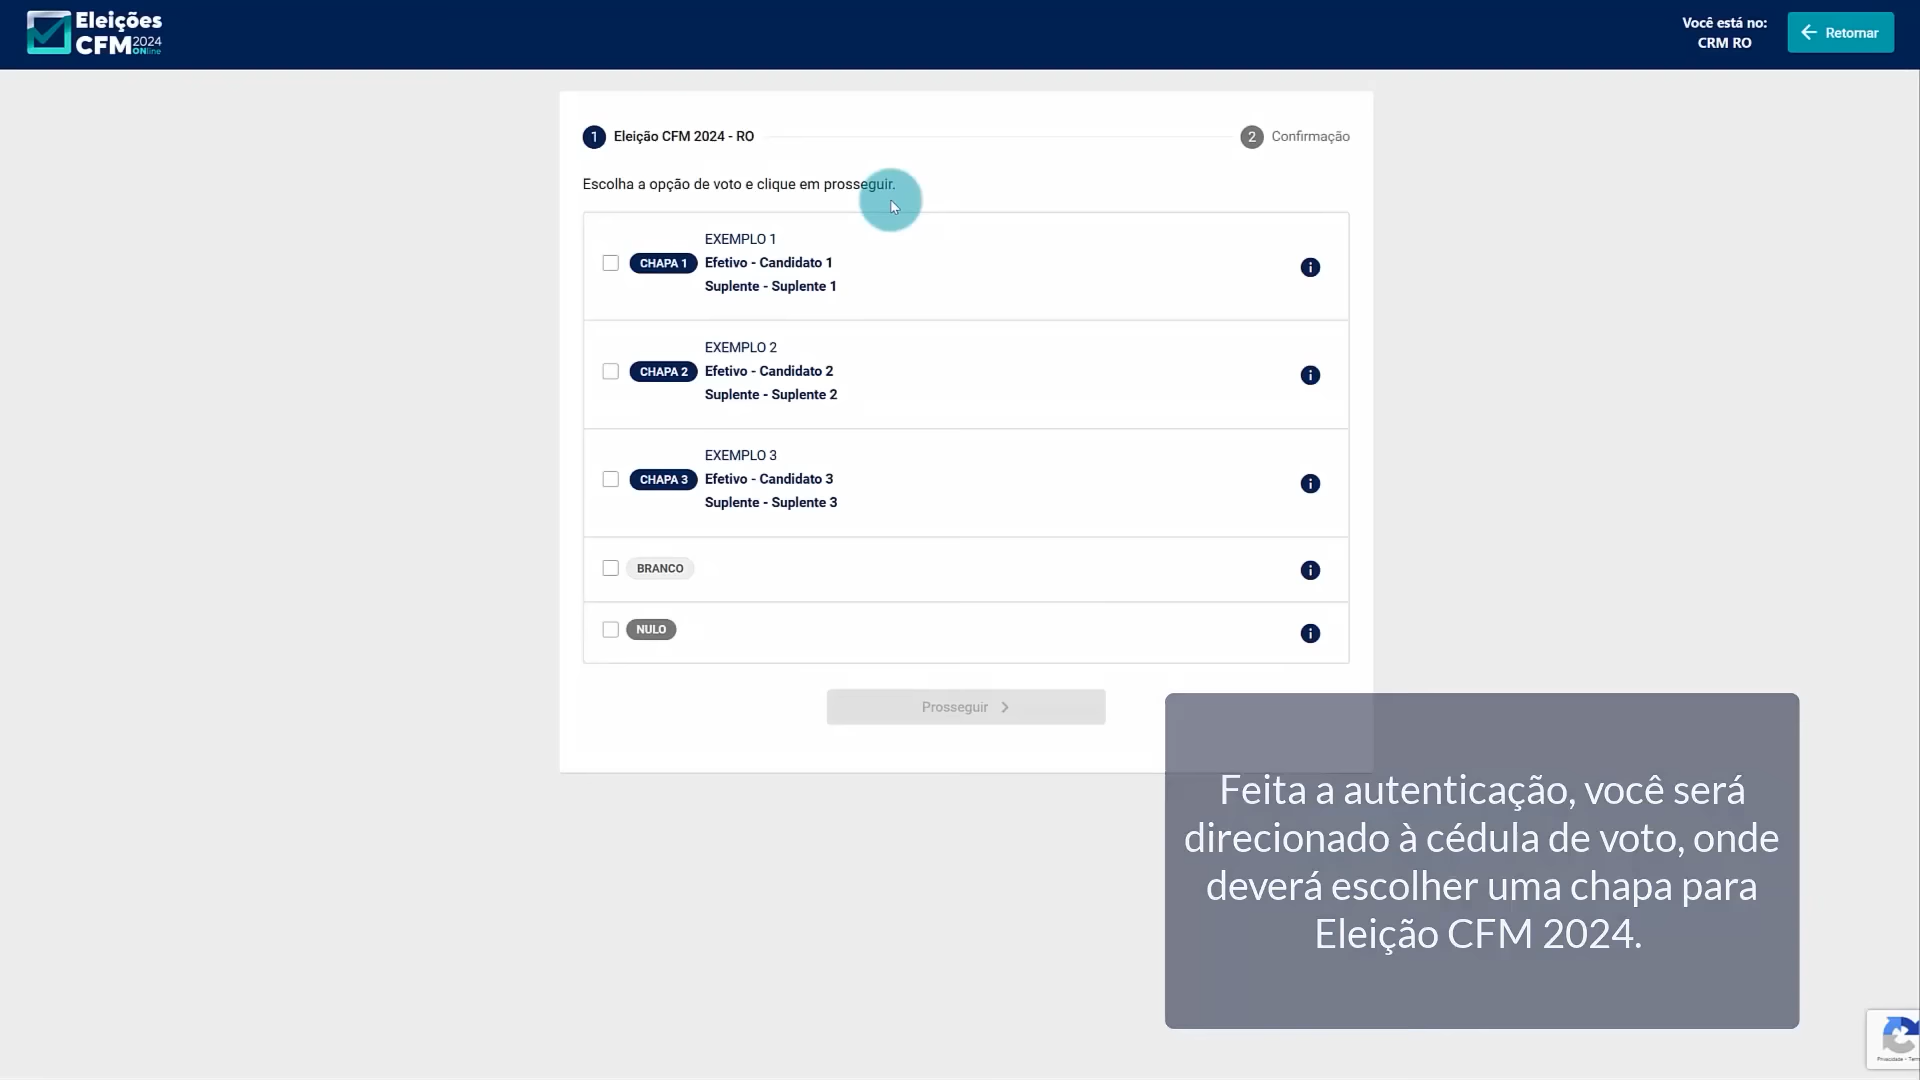 Eleições
CFM 2024
ONline
Você está no:
CRM RO
Retornar
1 Eleição CFM 2024 - RO
2 Confirmação
Escolha a opção de voto e clique em prosseguir.
EXEMPLO 1
CHAPA 1 Efetivo - Candidato 1
Suplente - Suplente 1
EXEMPLO 2
CHAPA 2 Efetivo - Candidato 2
Suplente - Suplente 2
EXEMPLO 3
CHAPA 3 Efetivo - Candidato 3
Suplente - Suplente 3
BRANCO
NULO
Prosseguir
Feita a autenticação, você será
direcionado à cédula de voto, onde
deverá escolher uma chapa para
Eleição CFM 2024.